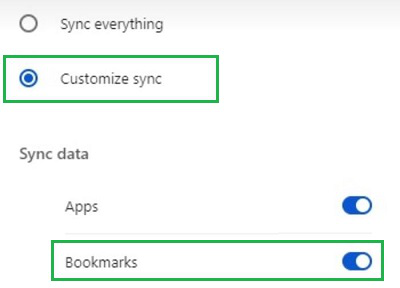 Sync everything
Customize sync
Sync data
Apps
Bookmarks